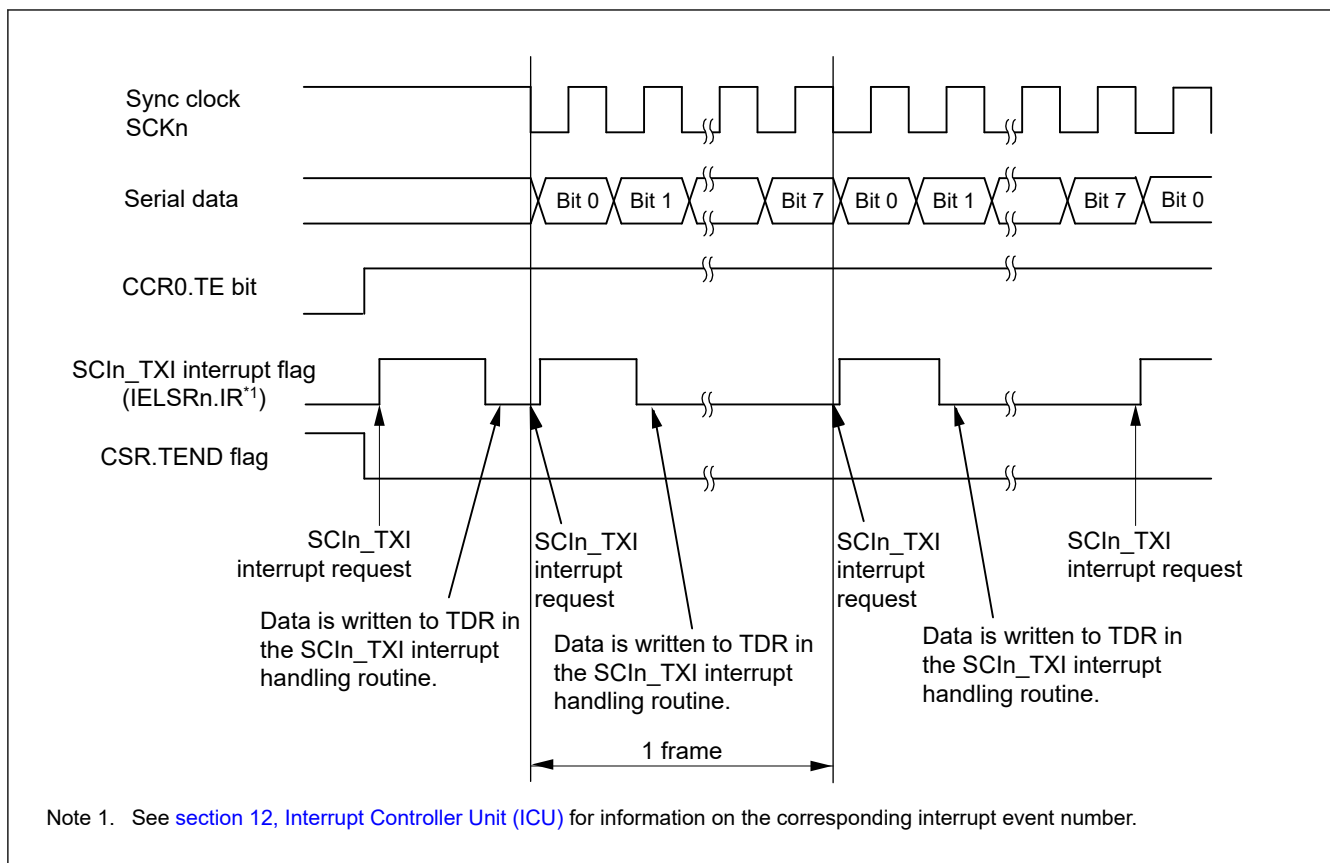 Sync clock
SCKn
Serial data
Bit 0
Bit 1
Bit 7
Bit 0
Bit 1
Bit 7
Bit 0
CCR0.TE bit
SCIn_TXI interrupt flag
(IELSRn.IR*1)
CSR.TEND flag
SCIn_TXI
interrupt request
SCIn_TXI
interrupt
request
SCIn_TXI
interrupt
request
SCIn_TXI
interrupt request
Data is written to TDR in
the SCIn_TXI interrupt
handling routine.
Data is written to TDR in
the SCIn_TXI interrupt
handling routine.
Data is written to TDR in
the SCIn_TXI interrupt
handling routine.
1 frame
Note 1. See section 12, Interrupt Controller Unit (ICU) for information on the corresponding interrupt event number.